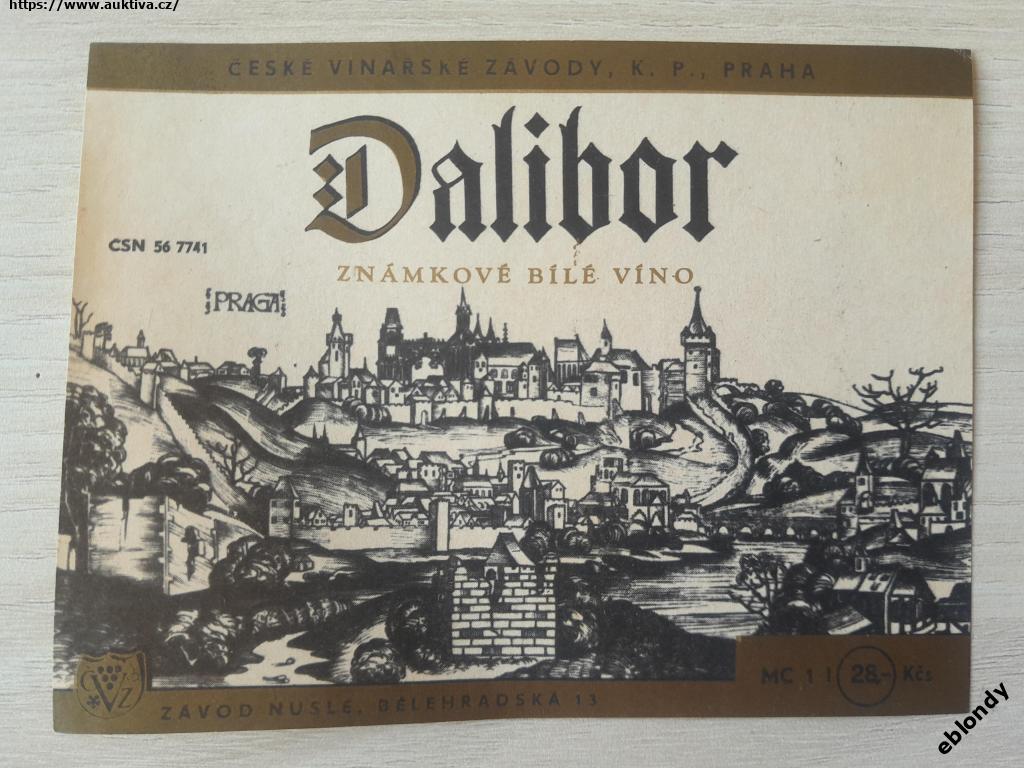 https://www.auktiva.cz/
ČESKÉ VINAŘSKÉ ZÁVODY, K. P., PRAHA
Dalibor
ČSN 56 7741
ZNÁMKOVÉ BÍLÉ VÍNO
PRAGA
MC 1 l 28,- Kčs
ČVZ
ZÁVOD NUSLE, BĚLEHRADSKÁ 13
eblondy